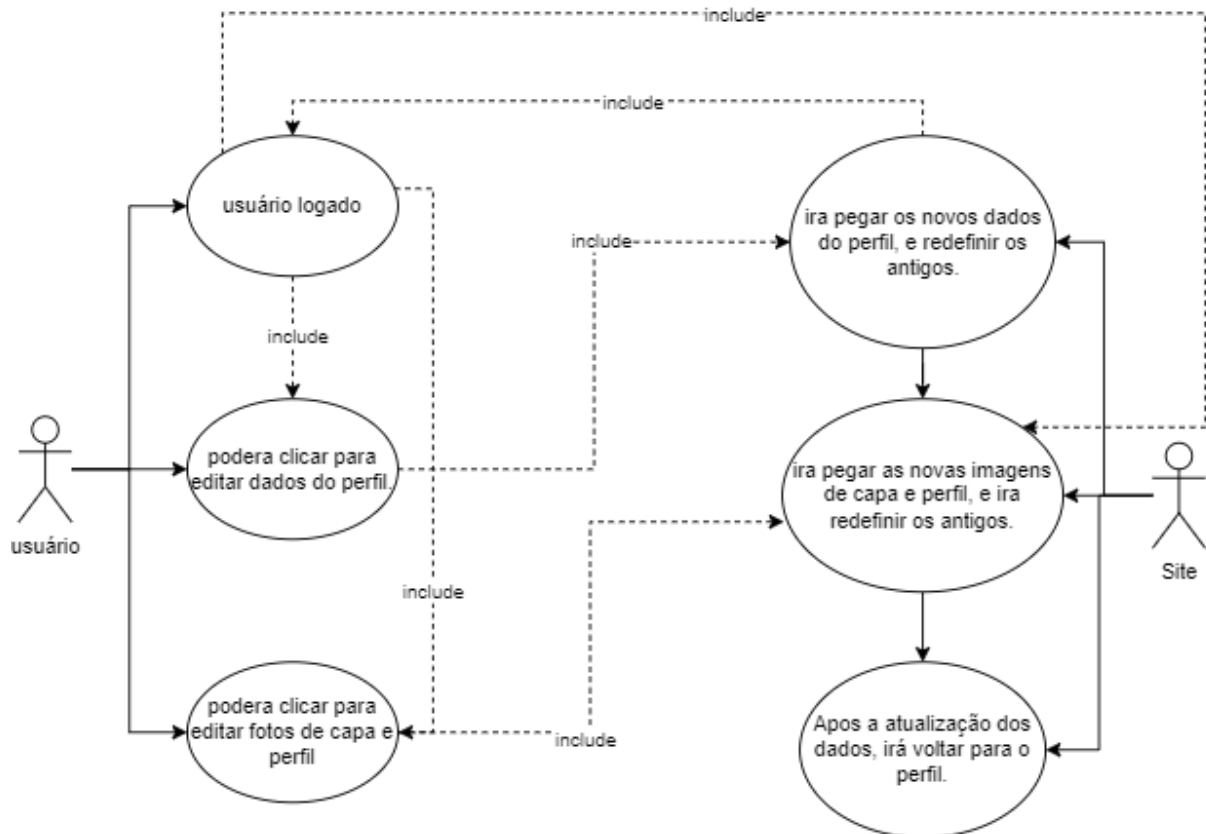 include
include
usuário logado
ira pegar os novos dados
do perfil, e redefinir os
antigos.
include
include
podera clicar para
editar dados do perfil.
ira pegar as novas imagens
de capa e perfil, e ira
redefinir os antigos.
usuário
Site
include
podera clicar para
editar fotos de capa e
perfil
include
Apos a atualização dos
dados, irá voltar para o
perfil.